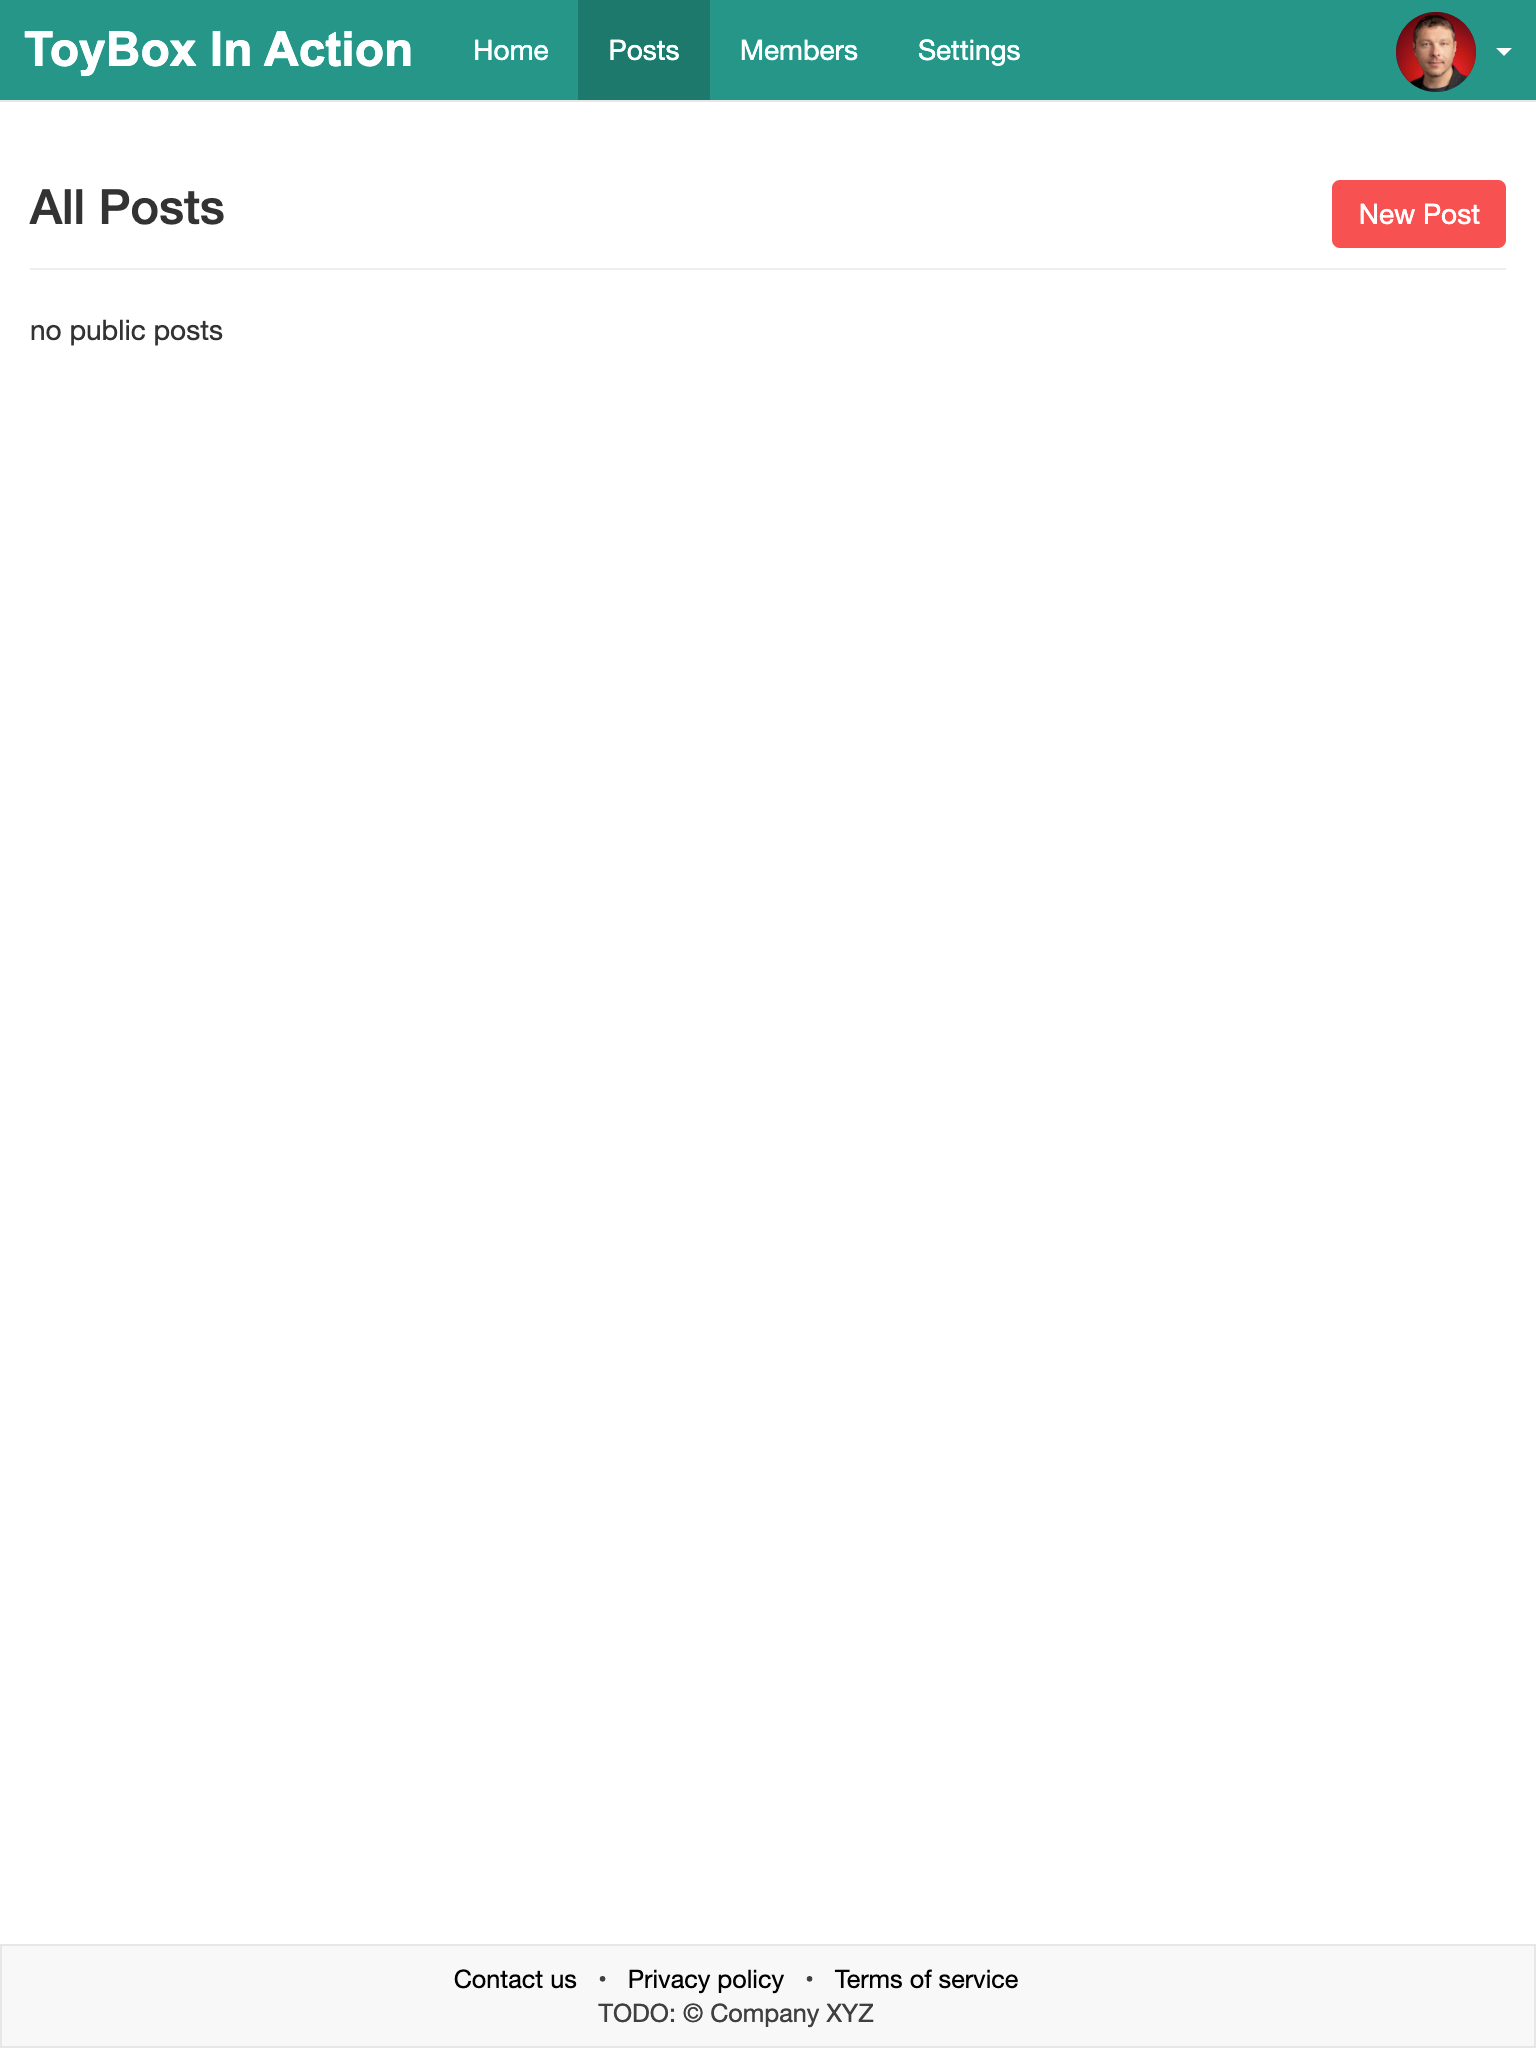 ToyBox In Action Home Posts Members Settings
All Posts New Post
no public posts
Contact us • Privacy policy • Terms of service
TODO: © Company XYZ